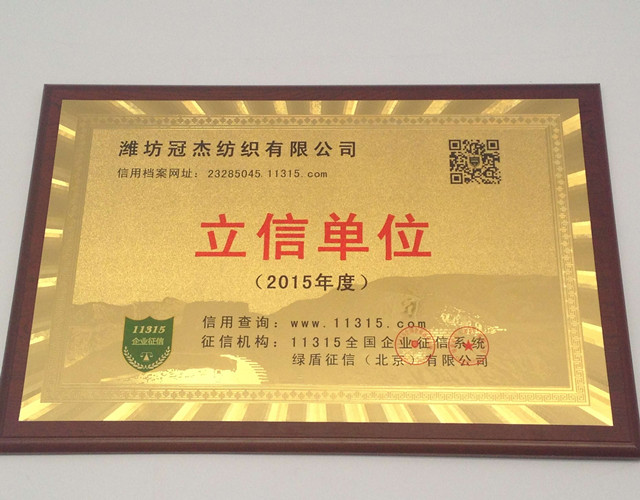 潍坊冠杰纺织有限公司
信用档案网址：23285045.11315.com
立信单位
（2015年度）
信用查询：www.11315.com
征信机构：11315全国企业征信系统
绿盾征信（北京）有限公司
11315
企业征信